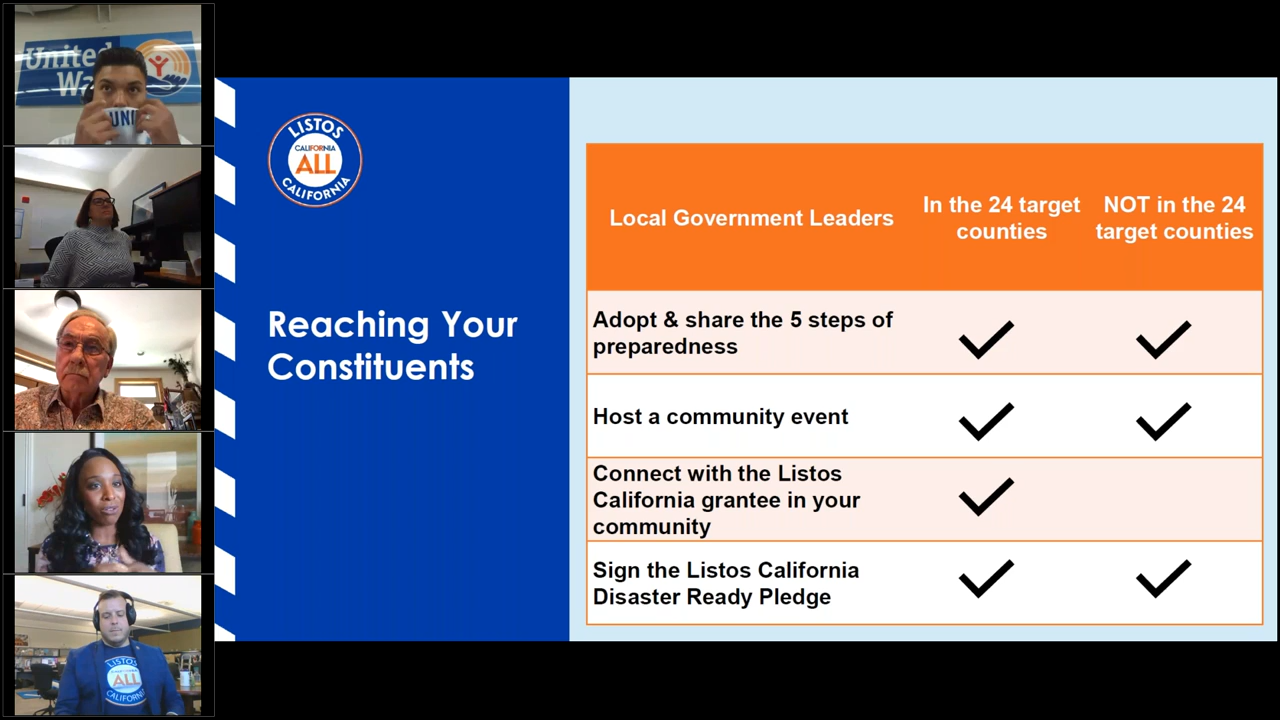 United
Way
UNI
LISTOS
CALIFORNIA
ALL
CALIFORNIA
LISTOS
CALIFORNIA
ALL
CALIFORNIA
Reaching Your
Constituents
Local Government Leaders
In the 24 target
counties
NOT in the 24
target counties
Adopt & share the 5 steps of
preparedness
Host a community event
Connect with the Listos
California grantee in your
community
Sign the Listos California
Disaster Ready Pledge